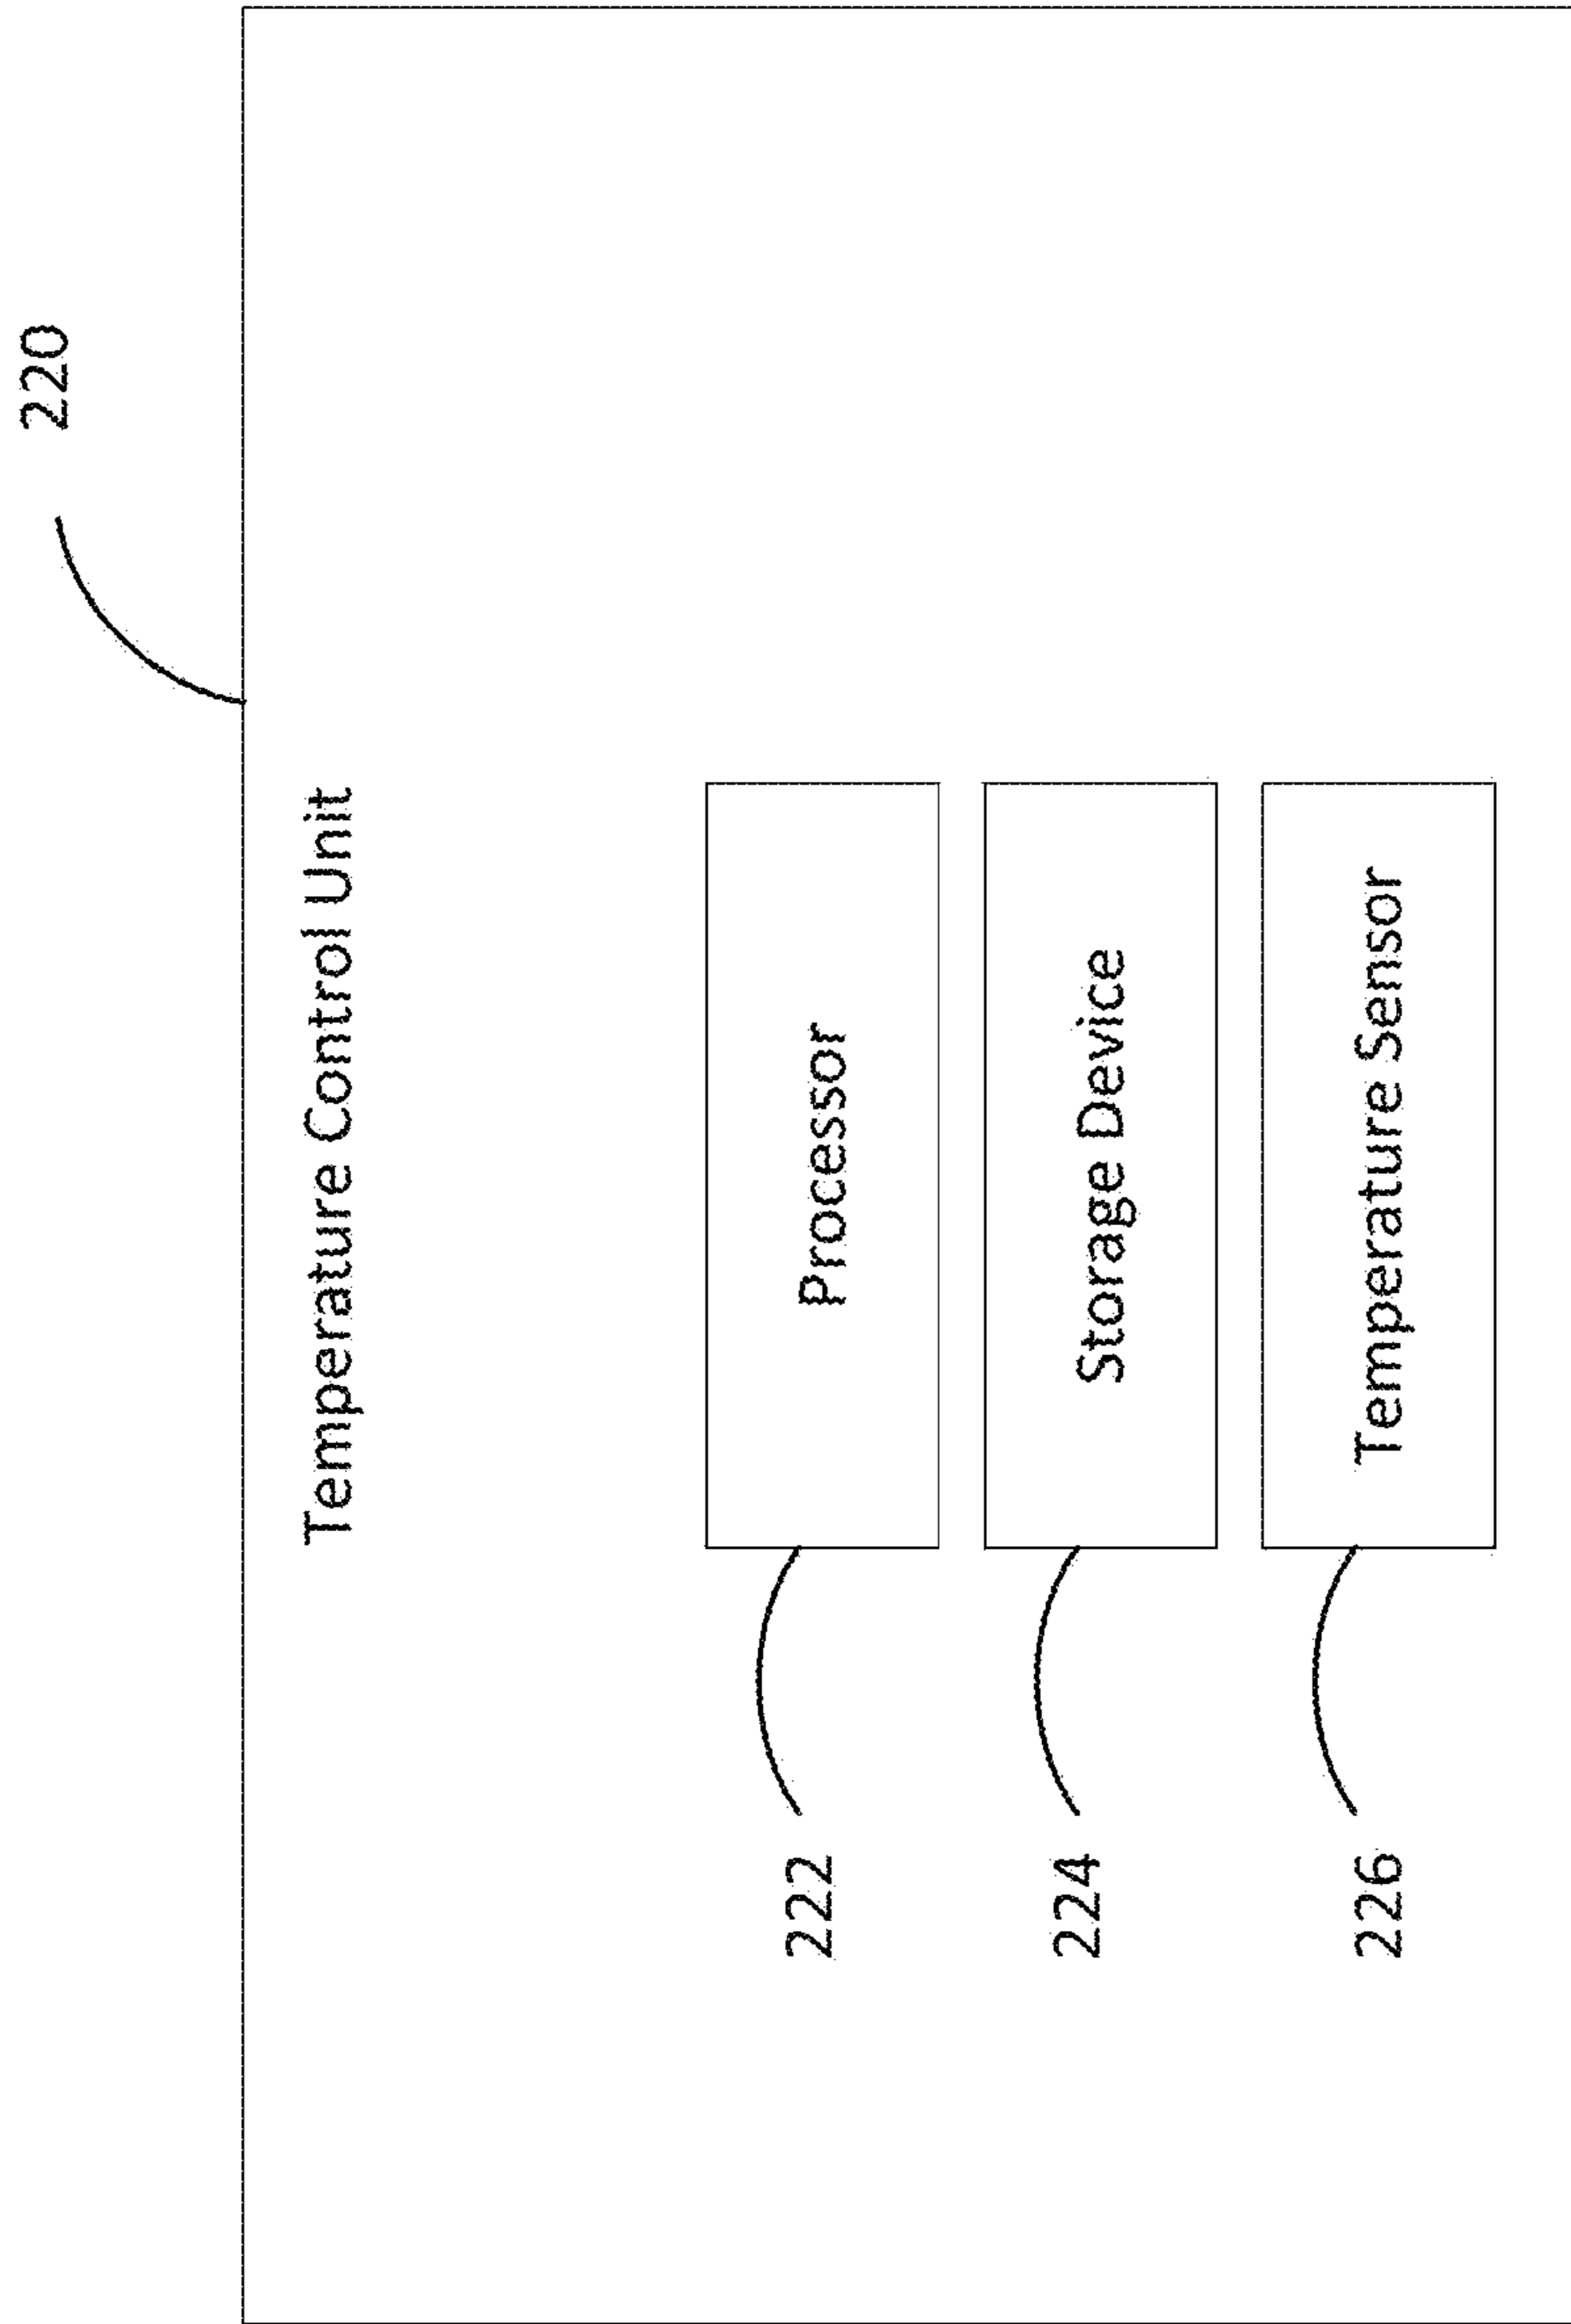 220
Temperature Control Unit
222
Processor
224
Storage Device
226
Temperature Sensor